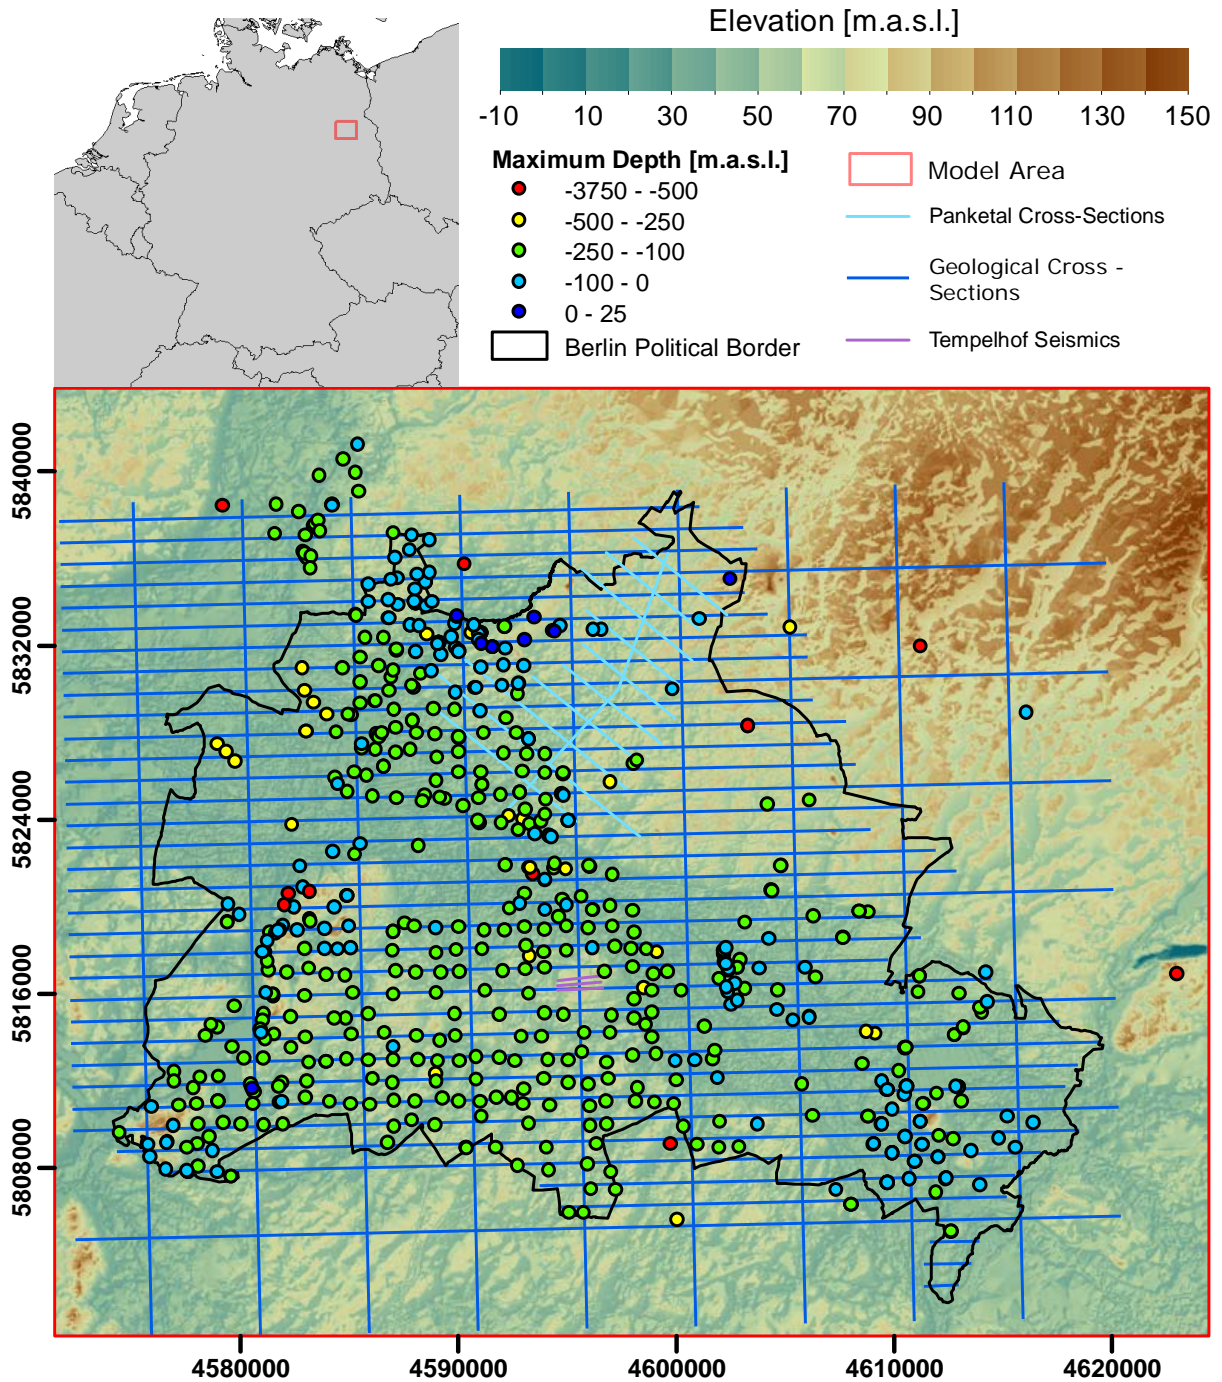 Elevation [m.a.s.l.]
-10 10 30 50 70 90 110 130 150
Maximum Depth [m.a.s.l.]
-3750 - -500
-500 - -250
-250 - -100
-100 - 0
0 - 25
Berlin Political Border
Model Area
Panketal Cross-Sections
Geological Cross -
Sections
Tempelhof Seismics
5840000
5832000
5824000
5816000
5808000
4580000 4590000 4600000 4610000 4620000